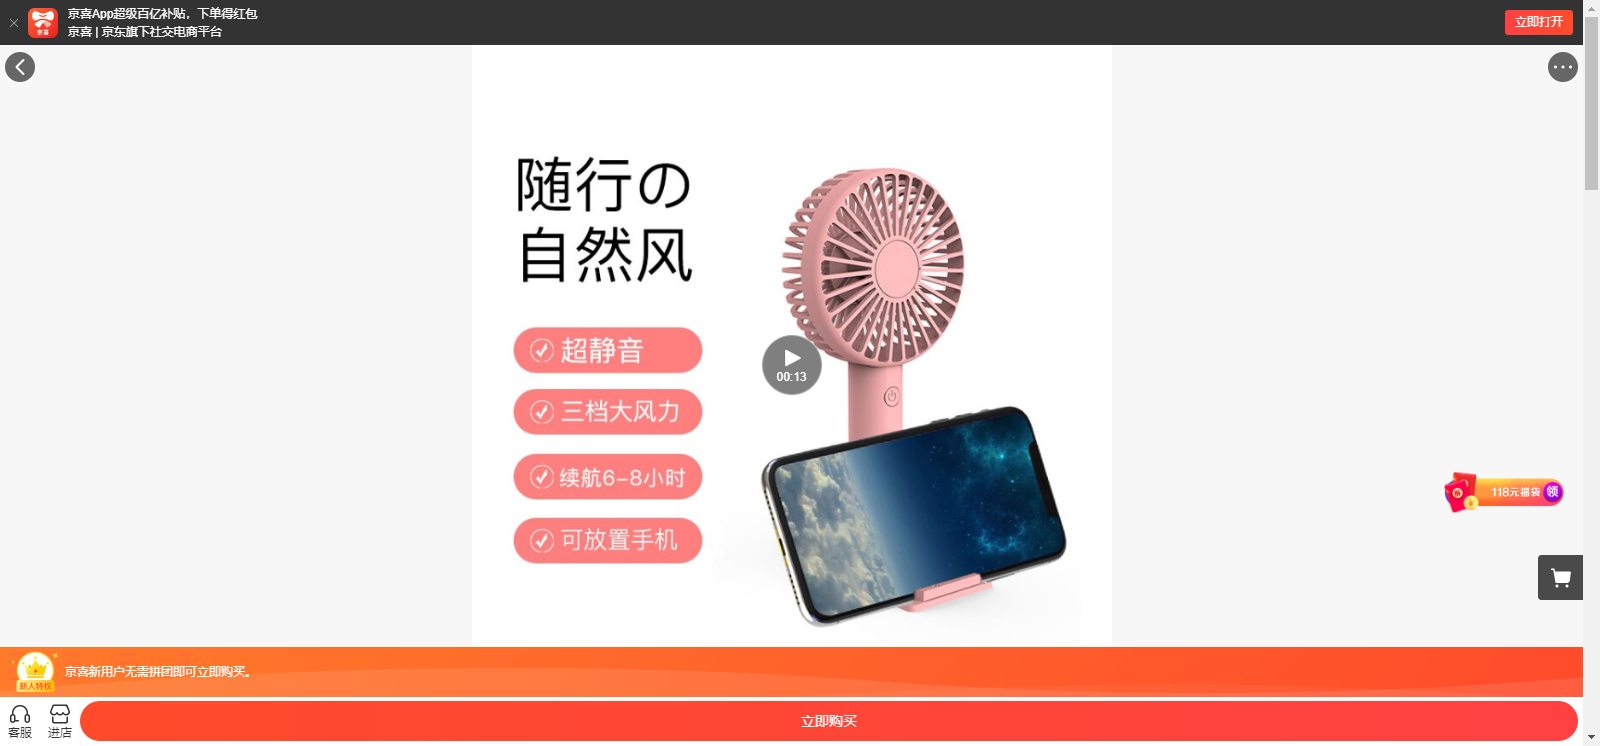 京喜App超级百亿补贴，下单得红包
京喜 | 京东旗下社交电商平台
京喜
立即打开
随行の
自然风
超静音
三档大风力
续航6-8小时
可放置手机
00:13
118元福袋
领
新人特权
京喜新用户无需拼团即可立即购买。
客服
进店
立即购买